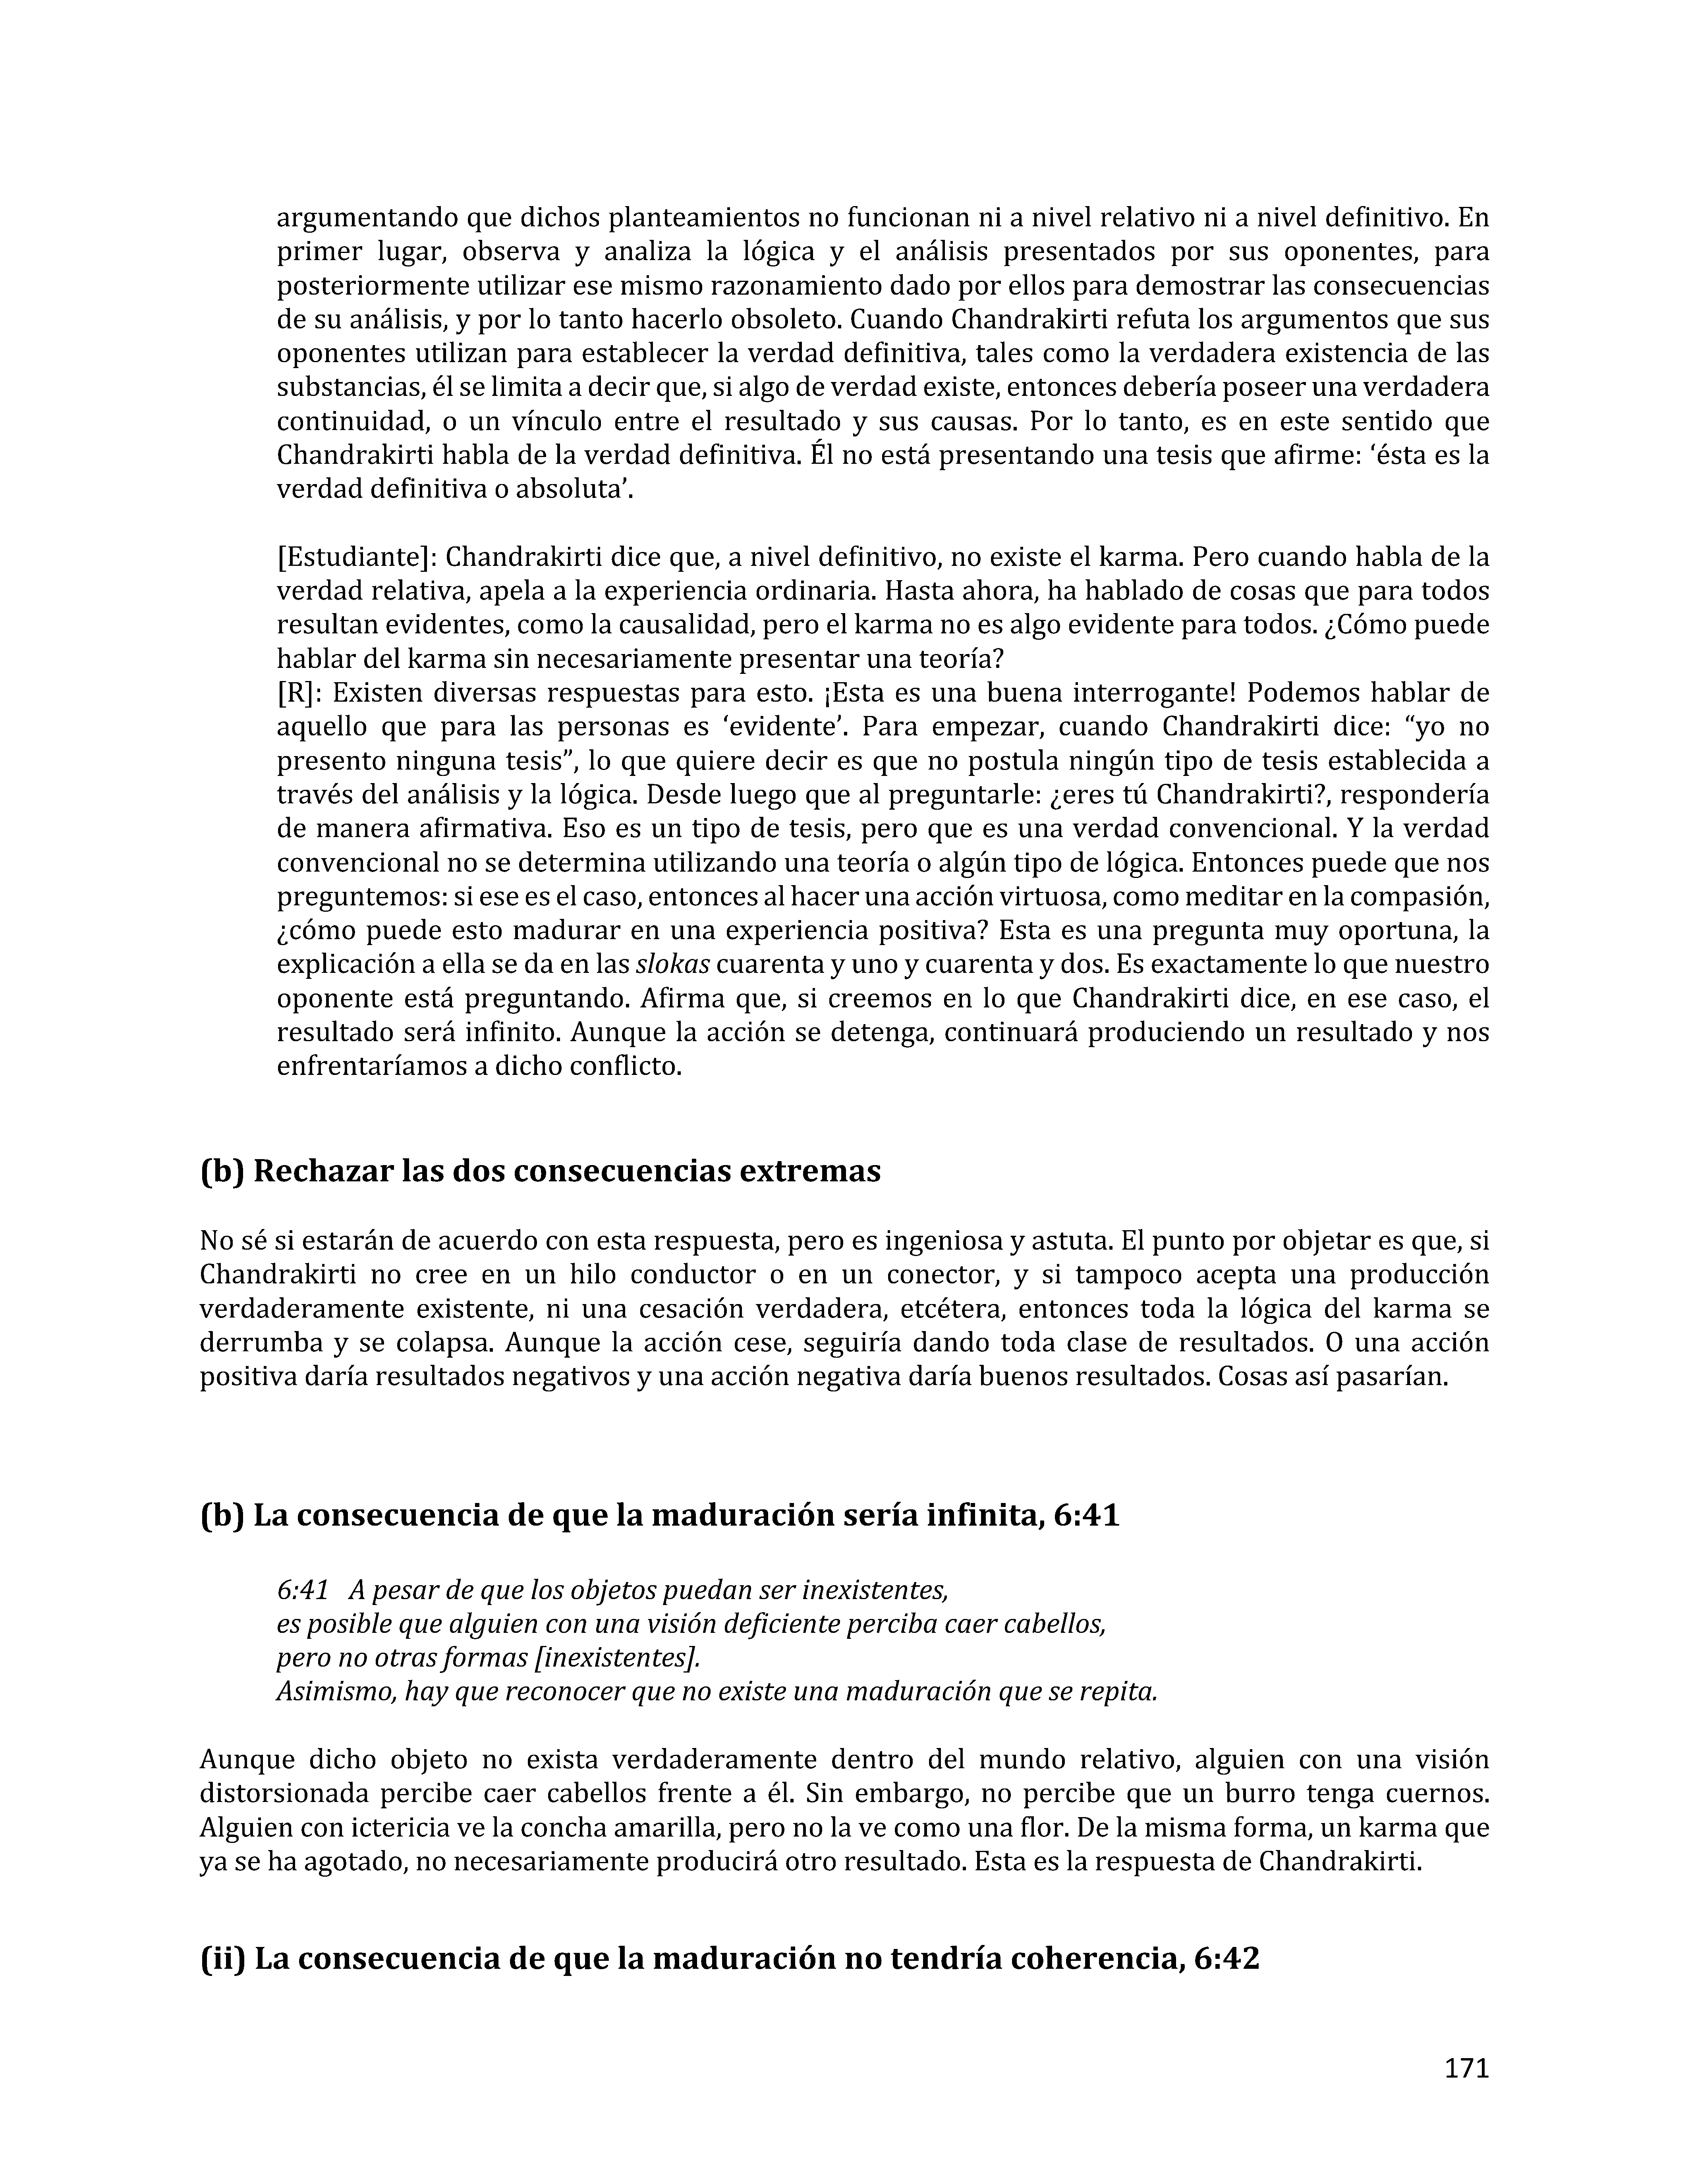 argumentando que dichos planteamientos no funcionan ni a nivel relativo ni a nivel definitivo. En
primer lugar, observa y analiza la lógica y el análisis presentados por sus oponentes, para
posteriormente utilizar ese mismo razonamiento dado por ellos para demostrar las consecuencias
de su análisis, y por lo tanto hacerlo obsoleto. Cuando Chandrakirti refuta los argumentos que sus
oponentes utilizan para establecer la verdad definitiva, tales como la verdadera existencia de las
substancias, él se limita a decir que, si algo de verdad existe, entonces debería poseer una verdadera
continuidad, o un vínculo entre el resultado y sus causas. Por lo tanto, es en este sentido que
Chandrakirti habla de la verdad definitiva. Él no está presentando una tesis que afirme: ‘ésta es la
verdad definitiva o absoluta’.
[Estudiante]: Chandrakirti dice que, a nivel definitivo, no existe el karma. Pero cuando habla de la
verdad relativa, apela a la experiencia ordinaria. Hasta ahora, ha hablado de cosas que para todos
resultan evidentes, como la causalidad, pero el karma no es algo evidente para todos. ¿Cómo puede
hablar del karma sin necesariamente presentar una teoría?
[R]: Existen diversas respuestas para esto. ¡Esta es una buena interrogante! Podemos hablar de
aquello que para las personas es ‘evidente’. Para empezar, cuando Chandrakirti dice: “yo no
presento ninguna tesis”, lo que quiere decir es que no postula ningún tipo de tesis establecida a
través del análisis y la lógica. Desde luego que al preguntarle: ¿eres tú Chandrakirti?, respondería
de manera afirmativa. Eso es un tipo de tesis, pero que es una verdad convencional. Y la verdad
convencional no se determina utilizando una teoría o algún tipo de lógica. Entonces puede que nos
preguntemos: si ese es el caso, entonces al hacer una acción virtuosa, como meditar en la compasión,
¿cómo puede esto madurar en una experiencia positiva? Esta es una pregunta muy oportuna, la
explicación a ella se da en las slokas cuarenta y uno y cuarenta y dos. Es exactamente lo que nuestro
oponente está preguntando. Afirma que, si creemos en lo que Chandrakirti dice, en ese caso, el
resultado será infinito. Aunque la acción se detenga, continuará produciendo un resultado y nos
enfrentaríamos a dicho conflicto.
(b) Rechazar las dos consecuencias extremas
No sé si estarán de acuerdo con esta respuesta, pero es ingeniosa y astuta. El punto por objetar es que, si
Chandrakirti no cree en un hilo conductor o en un conector, y si tampoco acepta una producción
verdaderamente existente, ni una cesación verdadera, etcétera, entonces toda la lógica del karma se
derrumba y se colapsa. Aunque la acción cese, seguiría dando toda clase de resultados. O una acción
positiva daría resultados negativos y una acción negativa daría buenos resultados. Cosas así pasarían.
(b) La consecuencia de que la maduración sería infinita, 6:41
6:41 A pesar de que los objetos puedan ser inexistentes,
es posible que alguien con una visión deficiente perciba caer cabellos,
pero no otras formas [inexistentes].
Asimismo, hay que reconocer que no existe una maduración que se repita.
Aunque dicho objeto no exista verdaderamente dentro del mundo relativo, alguien con una visión
distorsionada percibe caer cabellos frente a él. Sin embargo, no percibe que un burro tenga cuernos.
Alguien con ictericia ve la concha amarilla, pero no la ve como una flor. De la misma forma, un karma que
ya se ha agotado, no necesariamente producirá otro resultado. Esta es la respuesta de Chandrakirti.
(ii) La consecuencia de que la maduración no tendría coherencia, 6:42
171